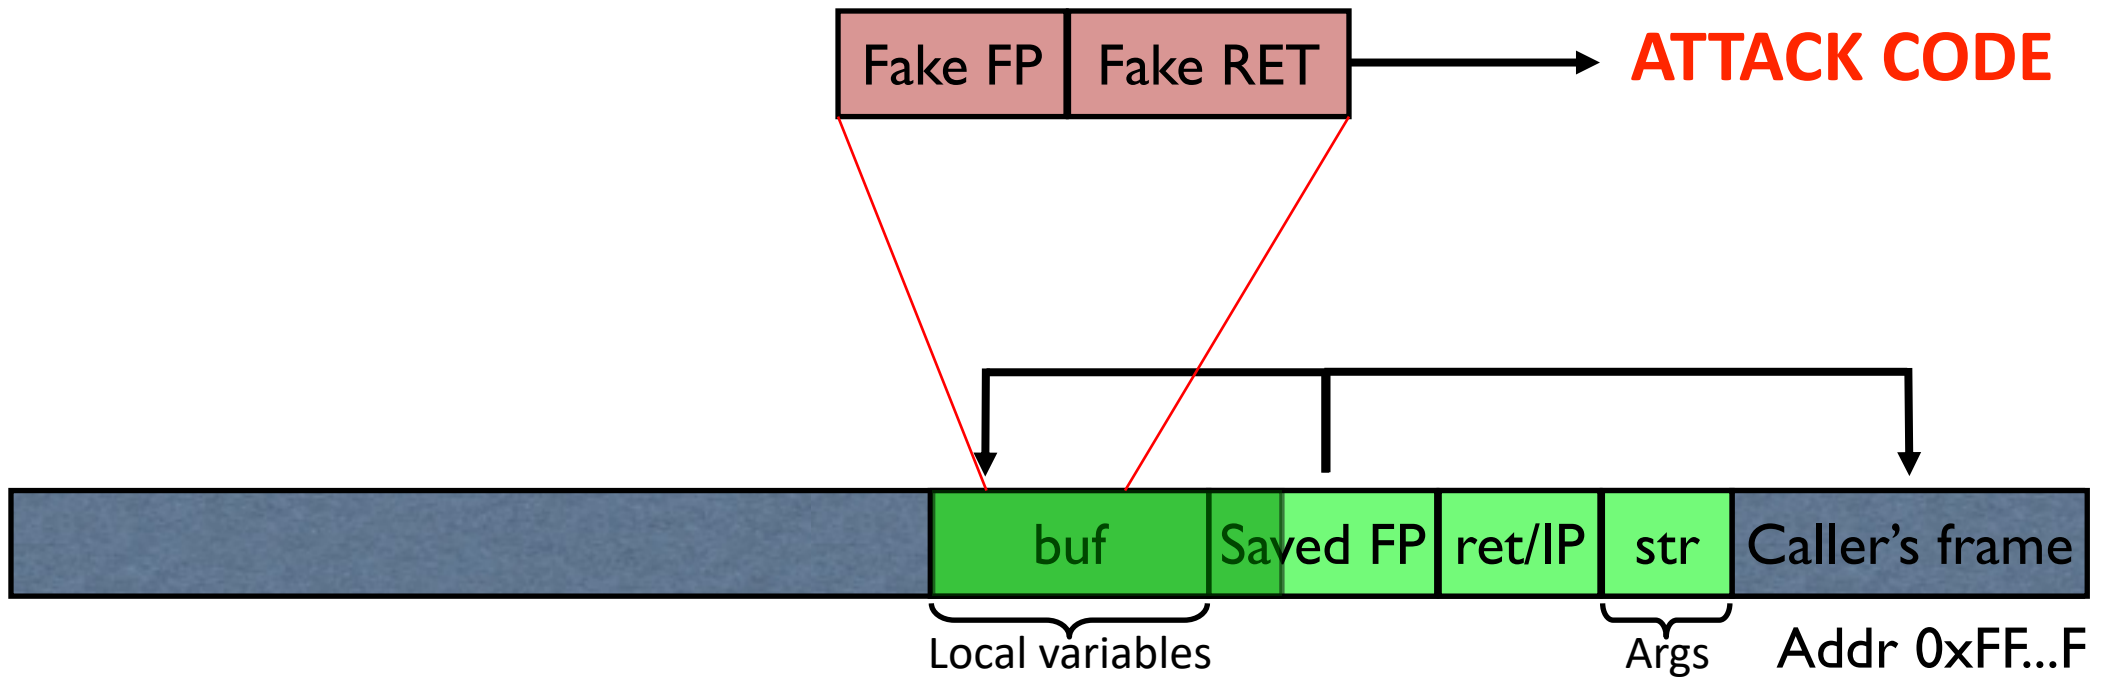 Fake FP
Fake RET
ATTACK CODE
buf
Saved FP
ret/IP
str
Caller's frame
Local variables
Args
Addr 0xFF...F